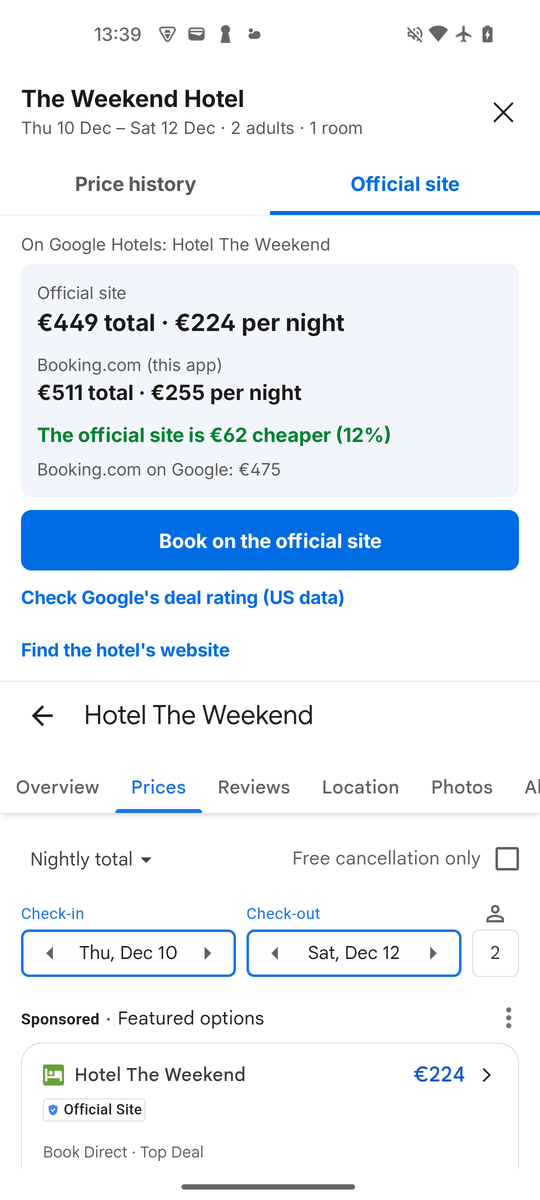 13:39
The Weekend Hotel
Thu 10 Dec – Sat 12 Dec · 2 adults · 1 room
Price history
Official site
On Google Hotels: Hotel The Weekend
Official site
€449 total · €224 per night
Booking.com (this app)
€511 total · €255 per night
The official site is €62 cheaper (12%)
Booking.com on Google: €475
Book on the official site
Check Google's deal rating (US data)
Find the hotel's website
Hotel The Weekend
Overview Prices Reviews Location Photos
Nightly total
Free cancellation only
Check-in
Check-out
Thu, Dec 10
Sat, Dec 12
2
Sponsored · Featured options
Hotel The Weekend
€224
Official Site
Book Direct · Top Deal